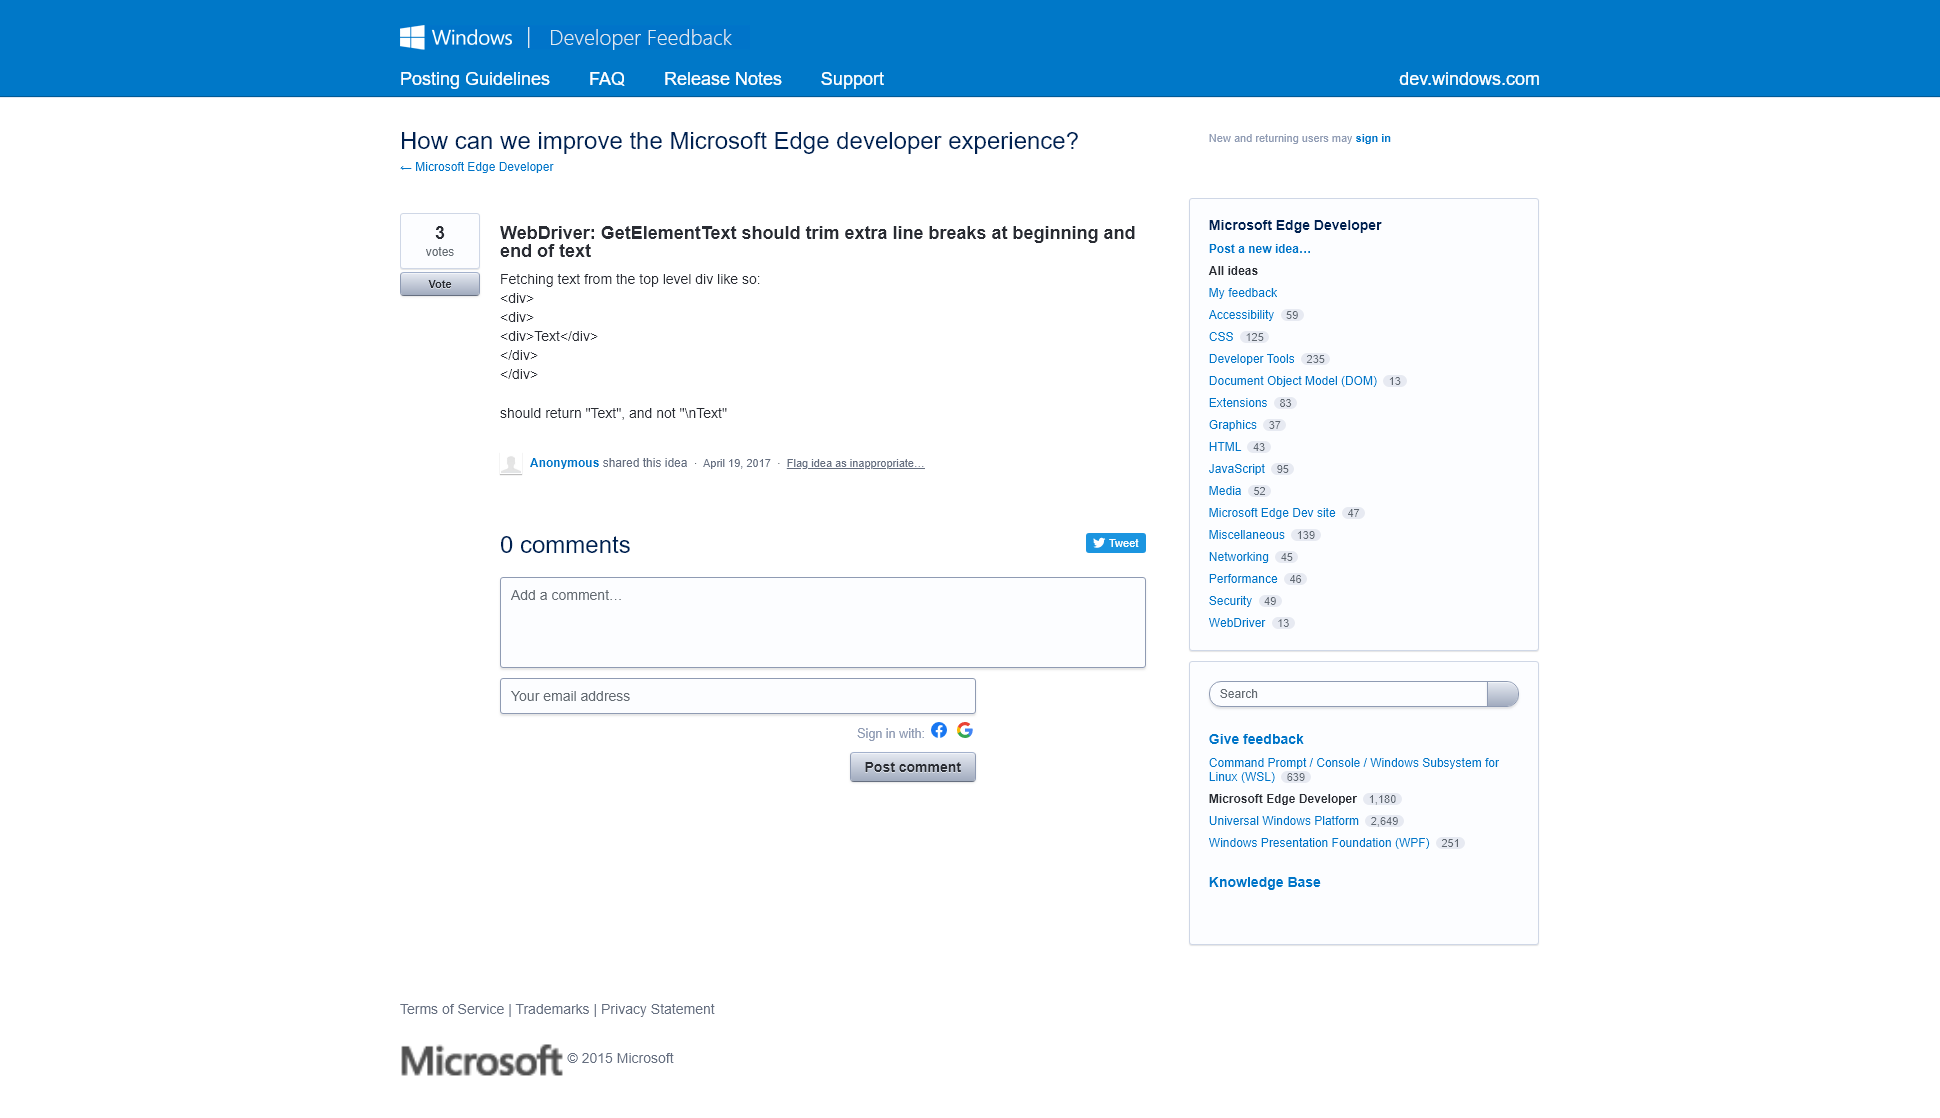 Windows | Developer Feedback
Posting Guidelines FAQ Release Notes Support dev.windows.com
How can we improve the Microsoft Edge developer experience?
← Microsoft Edge Developer
New and returning users may sign in
3
votes
Vote
WebDriver: GetElementText should trim extra line breaks at beginning and
end of text
Fetching text from the top level div like so:
<div>
<div>
<div>Text</div>
</div>
</div>
should return "Text", and not "\nText"
Anonymous shared this idea · April 19, 2017 · Flag idea as inappropriate…
0 comments
Tweet
Add a comment…
Your email address
Sign in with:
Post comment
Microsoft Edge Developer
Post a new idea…
All ideas
My feedback
Accessibility 59
CSS 125
Developer Tools 235
Document Object Model (DOM) 13
Extensions 83
Graphics 37
HTML 43
JavaScript 95
Media 52
Microsoft Edge Dev site 47
Miscellaneous 139
Networking 45
Performance 46
Security 49
WebDriver 13
Search
Give feedback
Command Prompt / Console / Windows Subsystem for
Linux (WSL) 639
Microsoft Edge Developer 1,180
Universal Windows Platform 2,649
Windows Presentation Foundation (WPF) 251
Knowledge Base
Terms of Service | Trademarks | Privacy Statement
Microsoft © 2015 Microsoft